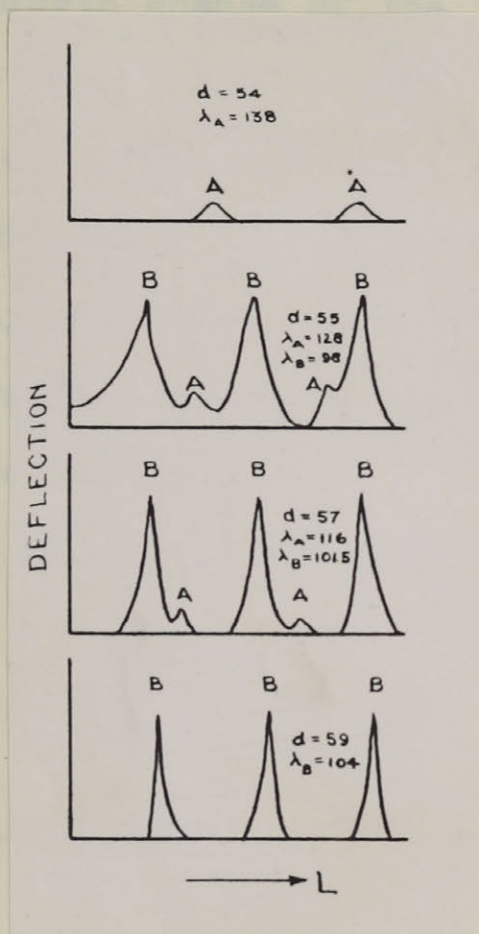 d = 54
λA = 138
A A
B B B
d = 55
λA = 128
λB = 98
A A
DEFLECTION
B B B
d = 57
λA = 116
λB = 101.5
A A
B B B
d = 59
λB = 104
L